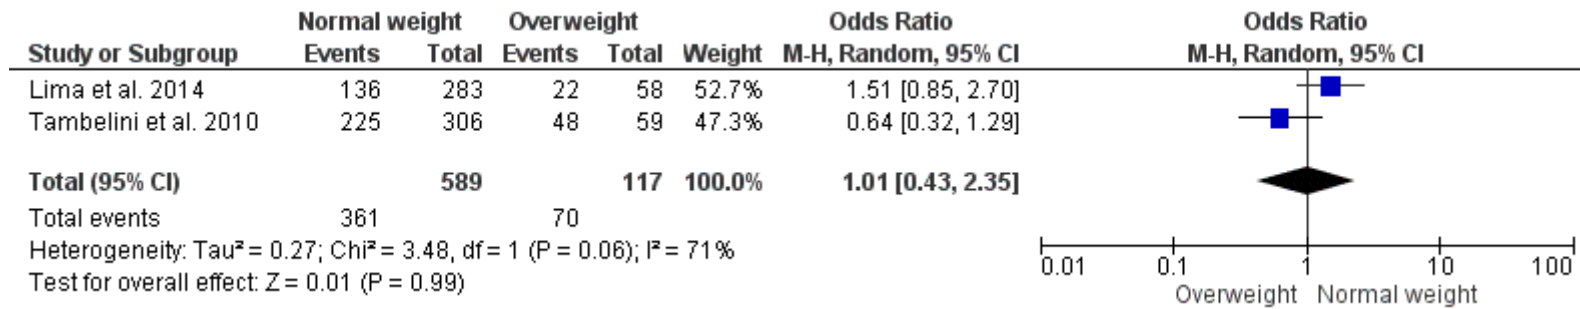 Normal weight Overweight Odds Ratio Odds Ratio
Study or Subgroup Events Total Events Total Weight M-H, Random, 95% CI M-H, Random, 95% CI
Lima et al. 2014 136 283 22 58 52.7% 1.51 [0.85, 2.70]
Tambelini et al. 2010 225 306 48 59 47.3% 0.64 [0.32, 1.29]
Total (95% CI) 589 117 100.0% 1.01 [0.43, 2.35]
Total events 361 70
Heterogeneity: Tau² = 0.27; Chi² = 3.48, df = 1 (P = 0.06); I² = 71%
Test for overall effect: Z = 0.01 (P = 0.99)
0.01 0.1 1 10 100
Overweight Normal weight